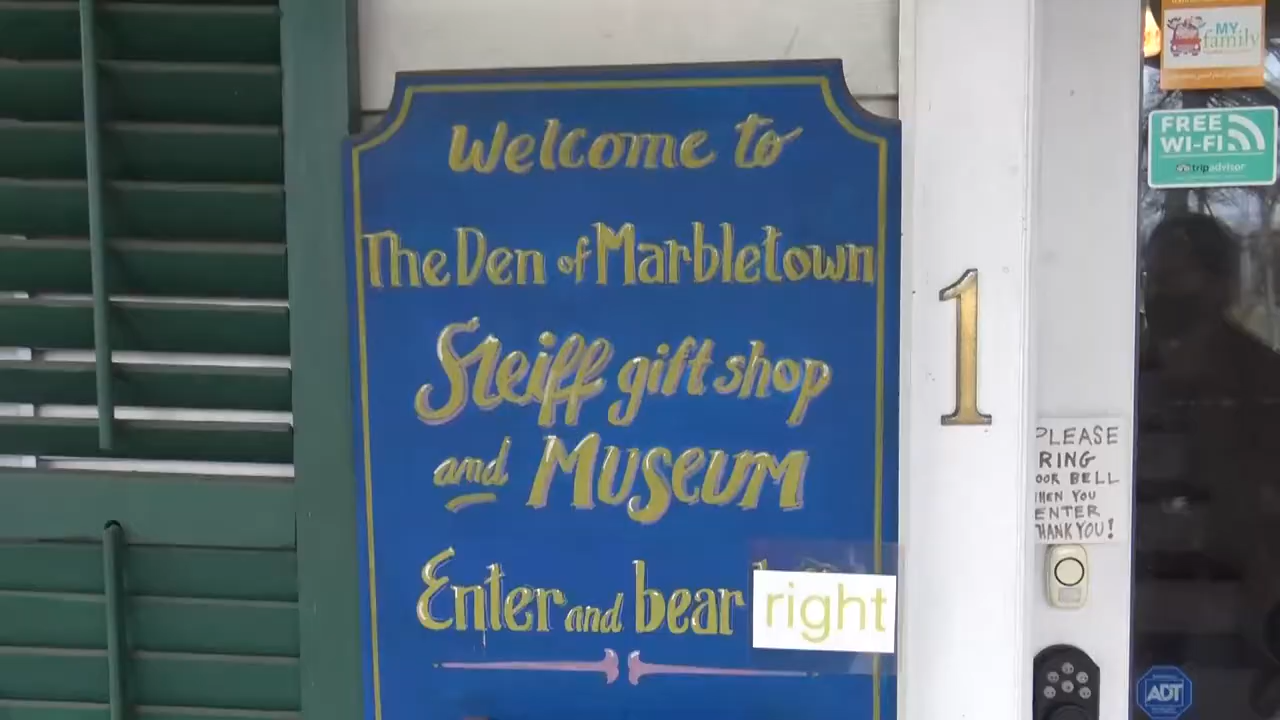 Welcome to
The Den of Marbletown
Steiff gift shop
and Museum
Enter and bear right
1
MY
family
FREE
WI-FI
tripadvisor
PLEASE
RING
OOR BELL
HEN YOU
ENTER
HANK YOU!
ADT